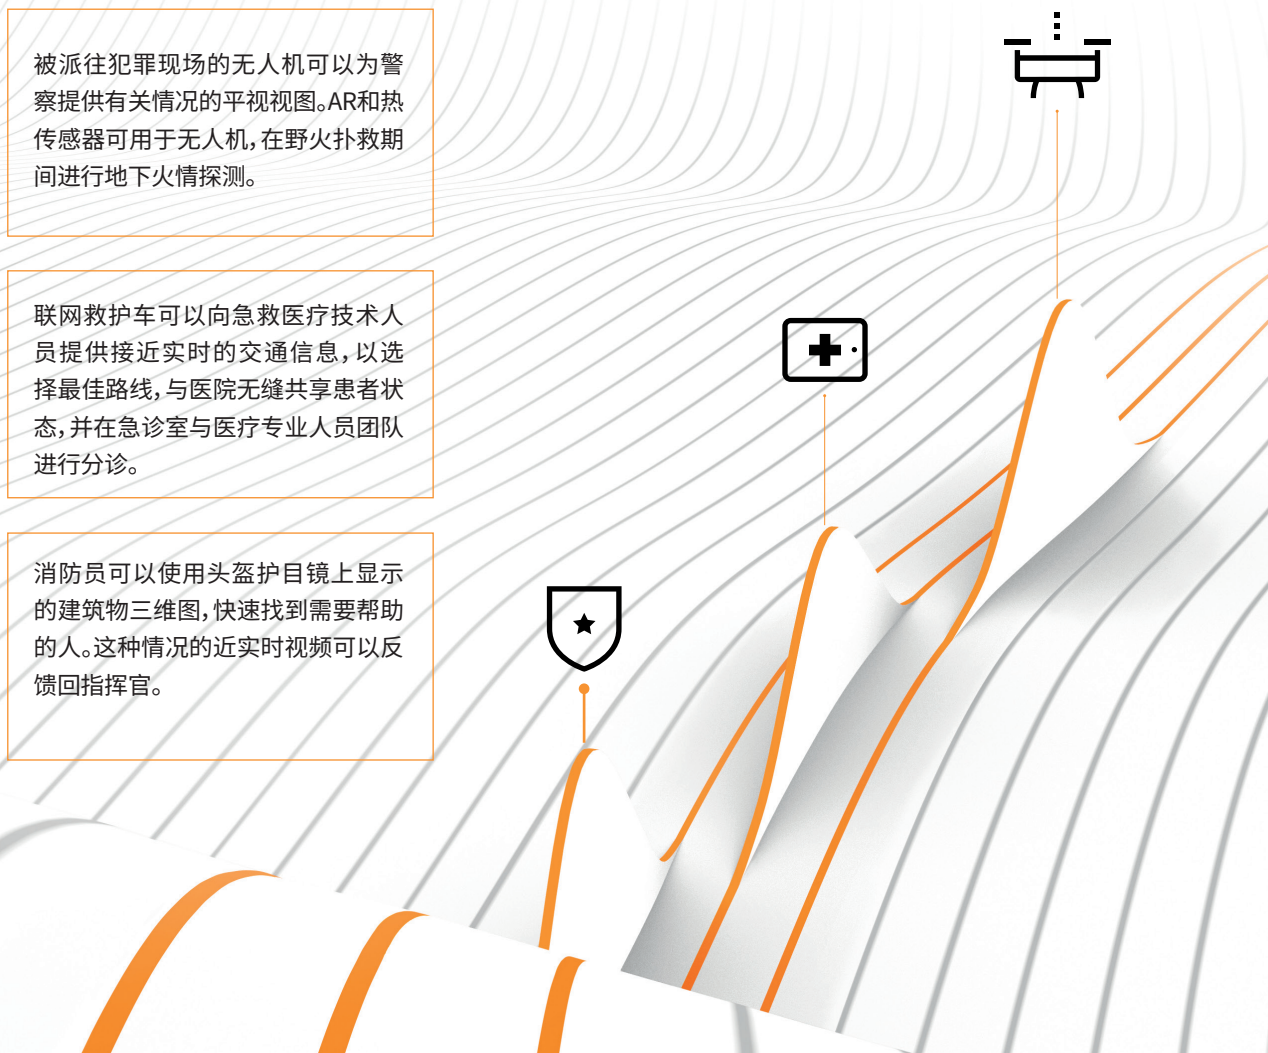 被派往犯罪现场的无人机可以为警
察提供有关情况的平视视图。AR和热
传感器可用于无人机，在野火扑救期
间进行地下火情探测。
联网救护车可以向急救医疗技术人
员提供接近实时的交通信息，以选
择最佳路线，与医院无缝共享患者状
态，并在急诊室与医疗专业人员团队
进行分诊。
消防员可以使用头盔护目镜上显示
的建筑物三维图，快速找到需要帮助
的人。这种情况的近实时视频可以反
馈回指挥官。